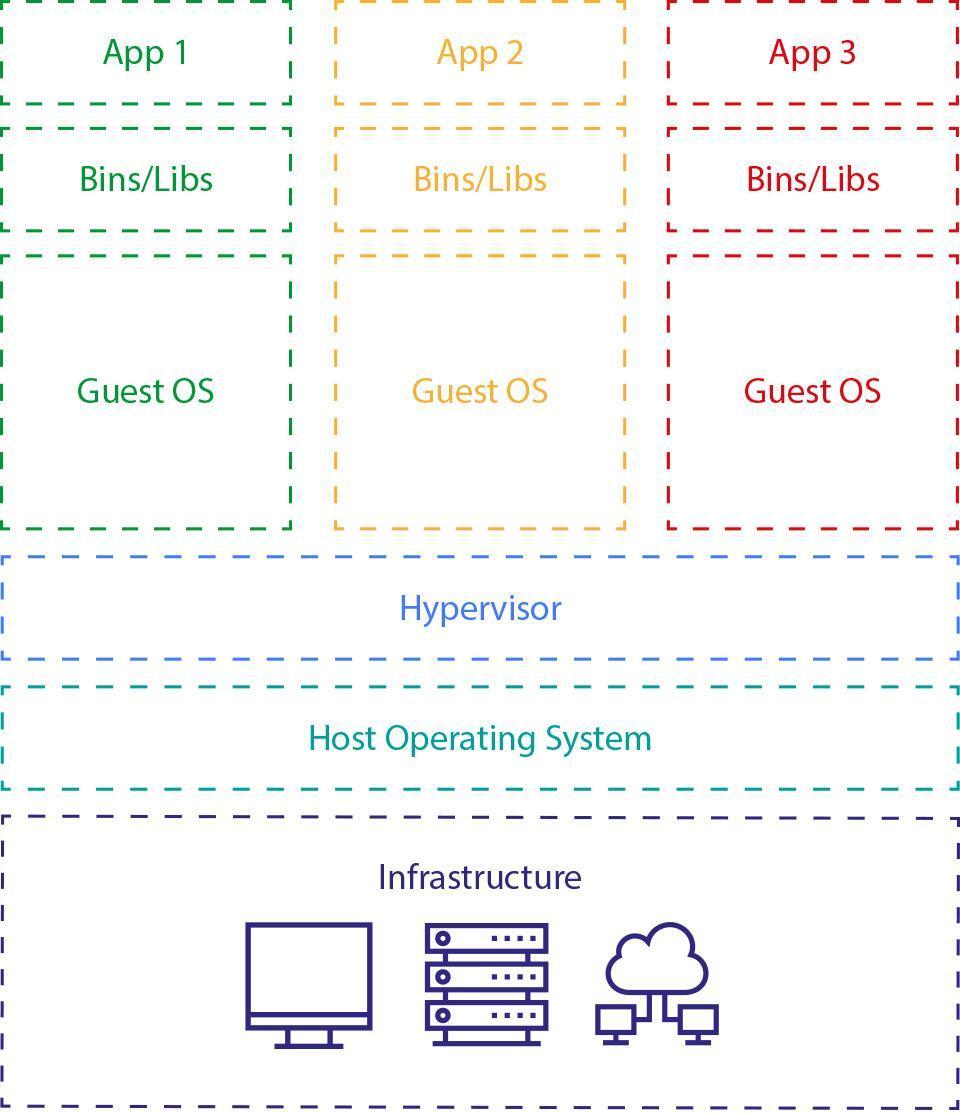 App 1
App 2
App 3
Bins/Libs
Bins/Libs
Bins/Libs
Guest OS
Guest OS
Guest OS
Hypervisor
Host Operating System
Infrastructure